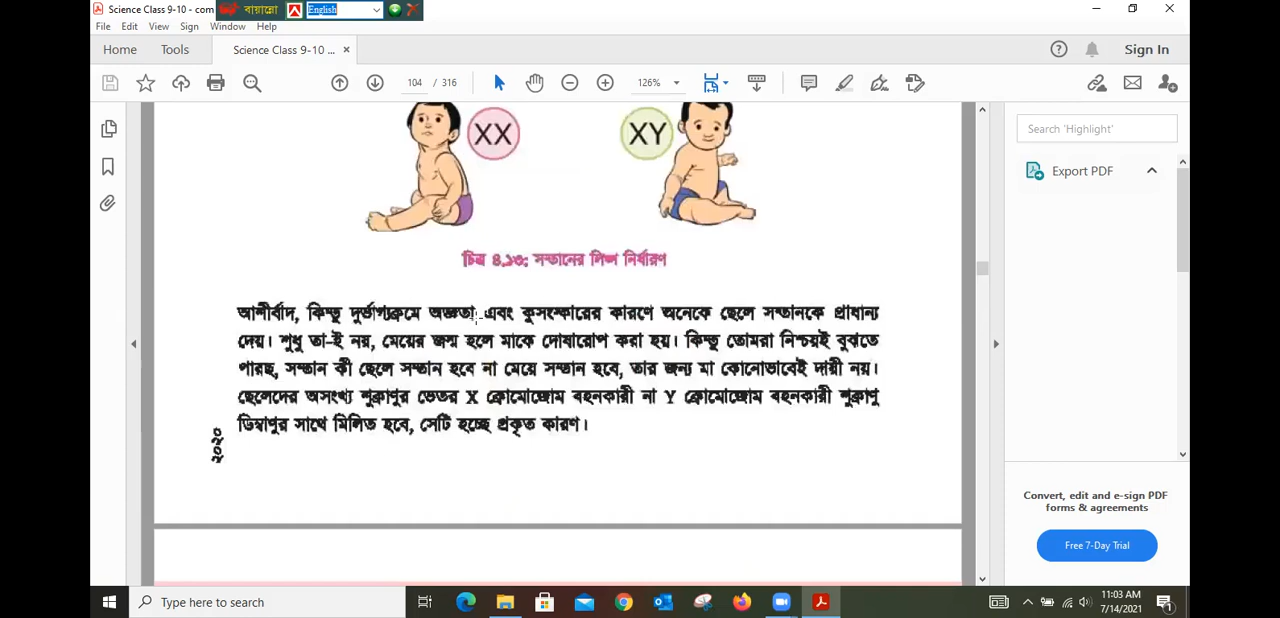 Science Class 9-10 - com
বায়ান্নো
English
File Edit View Sign Window Help
Home Tools Science Class 9-10 ... × Sign In
104 / 316 126%
Search 'Highlight'
Export PDF
XX XY
চিত্র ৪.১৩: সন্তানের লিঙ্গ নির্ধারণ
আশীর্বাদ, কিন্তু দুর্ভাগ্যক্রমে অজ্ঞতা এবং কুসংস্কারের কারণে অনেকে ছেলে সন্তানকে প্রাধান্য
দেয়। শুধু তা-ই নয়, মেয়ের জন্ম হলে মাকে দোষারোপ করা হয়। কিন্তু তোমরা নিশ্চয়ই বুঝতে
পারছ, সন্তান কী ছেলে সন্তান হবে না মেয়ে সন্তান হবে, তার জন্য মা কোনোভাবেই দায়ী নয়।
ছেলেদের অসংখ্য শুক্রাণুর ভেতর X ক্রোমোজোম বহনকারী না Y ক্রোমোজোম বহনকারী শুক্রাণু
ডিম্বাণুর সাথে মিলিত হবে, সেটি হচ্ছে প্রকৃত কারণ।
২০২০
Convert, edit and e-sign PDF
forms & agreements
Free 7-Day Trial
Type here to search
11:03 AM
7/14/2021